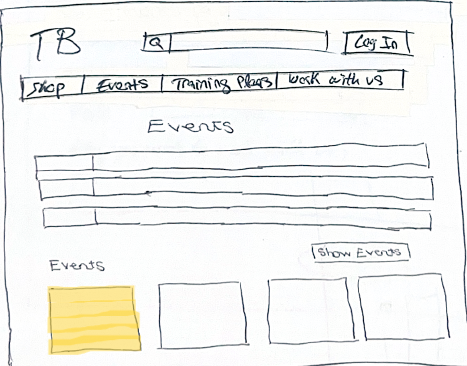 TB
Q
Log In
Shop
Events
Training Plans
Work with us
Events
Show Events
Events